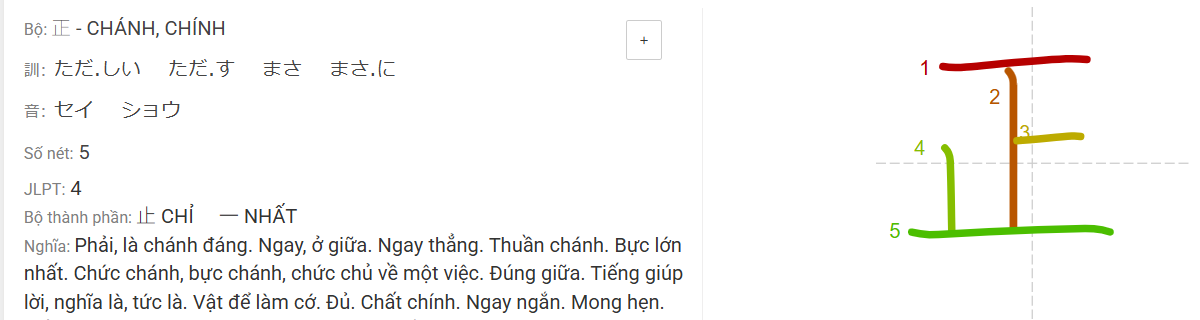 Bộ: 正 - CHÁNH, CHÍNH
+
訓: ただ.しい ただ.す まさ まさ.に
音: セイ ショウ
Số nét: 5
JLPT: 4
Bộ thành phần: 止 CHỈ 一 NHẤT
Nghĩa: Phải, là chánh đáng. Ngay, ở giữa. Ngay thẳng. Thuần chánh. Bực lớn
nhất. Chức chánh, bực chánh, chức chủ về một việc. Đúng giữa. Tiếng giúp
lời, nghĩa là, tức là. Vật để làm cớ. Đủ. Chất chính. Ngay ngắn. Mong hẹn.
正
1
2
3
4
5